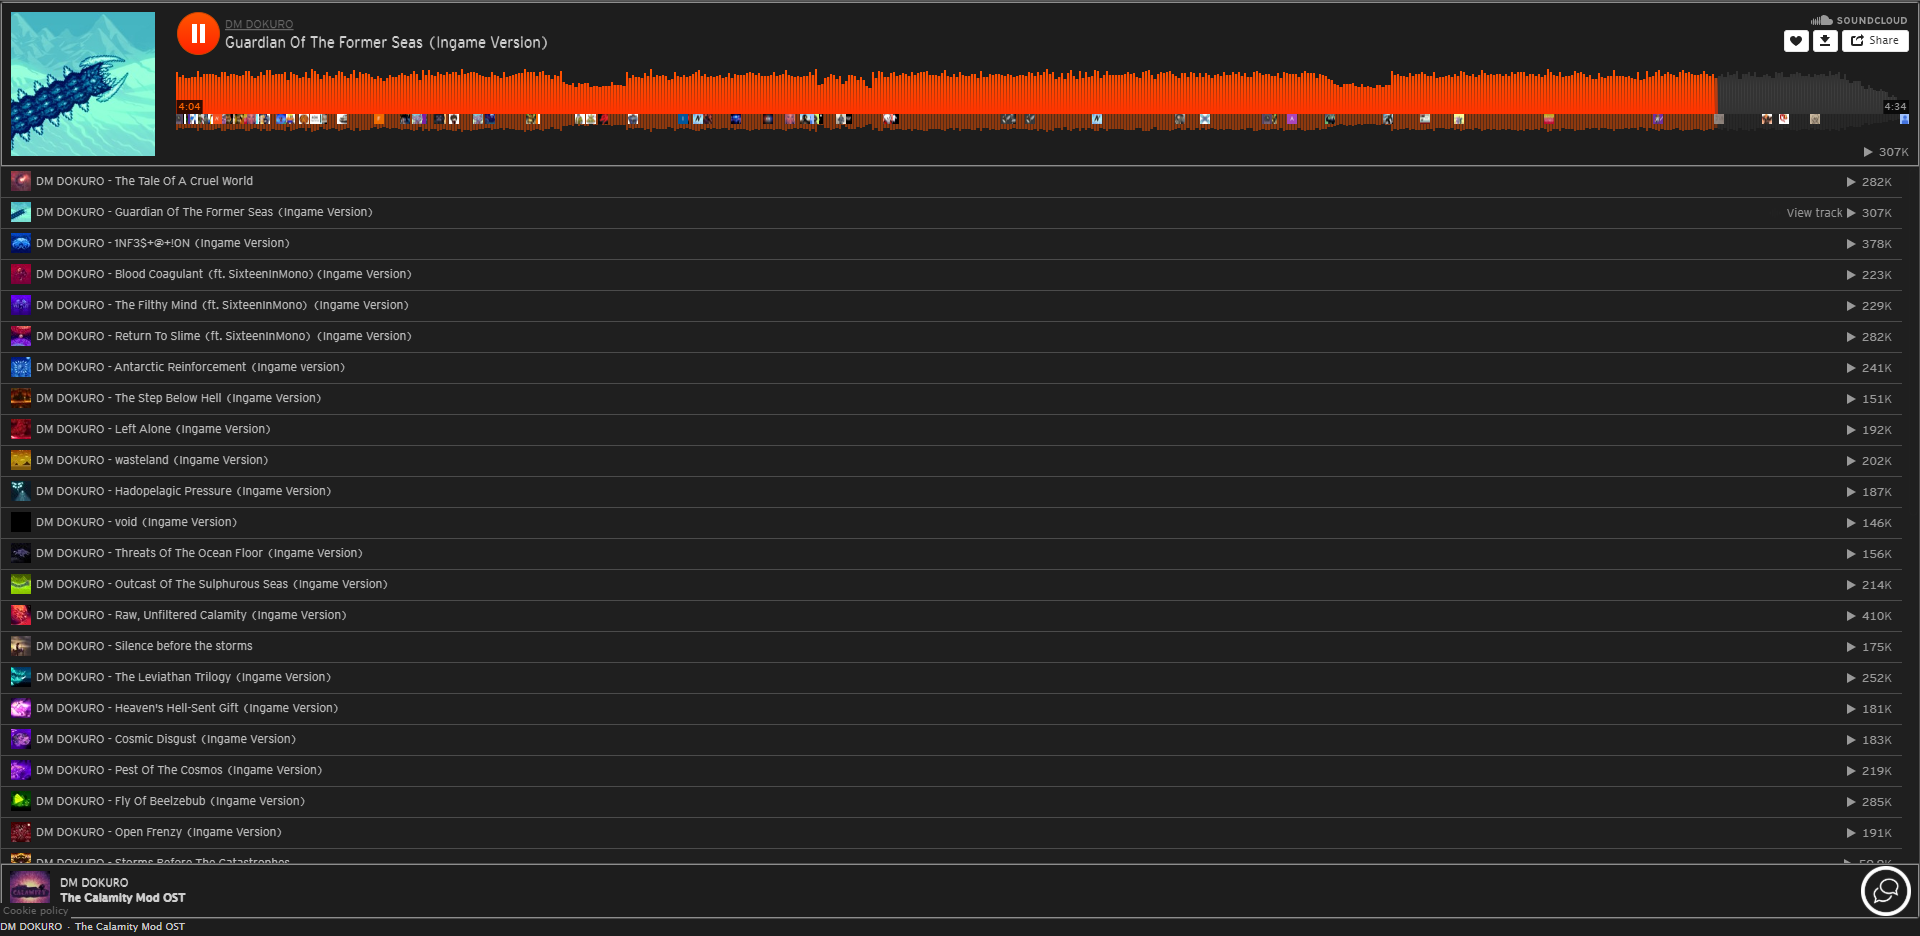 DM DOKURO
Guardian Of The Former Seas (Ingame Version)
SOUNDCLOUD
Share
4:04
4:34
307K
DM DOKURO - The Tale Of A Cruel World 282K
DM DOKURO - Guardian Of The Former Seas (Ingame Version) View track 307K
DM DOKURO - 1NF3$+@+!ON (Ingame Version) 378K
DM DOKURO - Blood Coagulant (ft. SixteenInMono) (Ingame Version) 223K
DM DOKURO - The Filthy Mind (ft. SixteenInMono) (Ingame Version) 229K
DM DOKURO - Return To Slime (ft. SixteenInMono) (Ingame Version) 282K
DM DOKURO - Antarctic Reinforcement (Ingame version) 241K
DM DOKURO - The Step Below Hell (Ingame Version) 151K
DM DOKURO - Left Alone (Ingame Version) 192K
DM DOKURO - wasteland (Ingame Version) 202K
DM DOKURO - Hadopelagic Pressure (Ingame Version) 187K
DM DOKURO - void (Ingame Version) 146K
DM DOKURO - Threats Of The Ocean Floor (Ingame Version) 156K
DM DOKURO - Outcast Of The Sulphurous Seas (Ingame Version) 214K
DM DOKURO - Raw, Unfiltered Calamity (Ingame Version) 410K
DM DOKURO - Silence before the storms 175K
DM DOKURO - The Leviathan Trilogy (Ingame Version) 252K
DM DOKURO - Heaven's Hell-Sent Gift (Ingame Version) 181K
DM DOKURO - Cosmic Disgust (Ingame Version) 183K
DM DOKURO - Pest Of The Cosmos (Ingame Version) 219K
DM DOKURO - Fly Of Beelzebub (Ingame Version) 285K
DM DOKURO - Open Frenzy (Ingame Version) 191K
DM DOKURO - Storms Before The Catastrophes
CALAMITY
DM DOKURO
The Calamity Mod OST
Cookie policy
DM DOKURO · The Calamity Mod OST